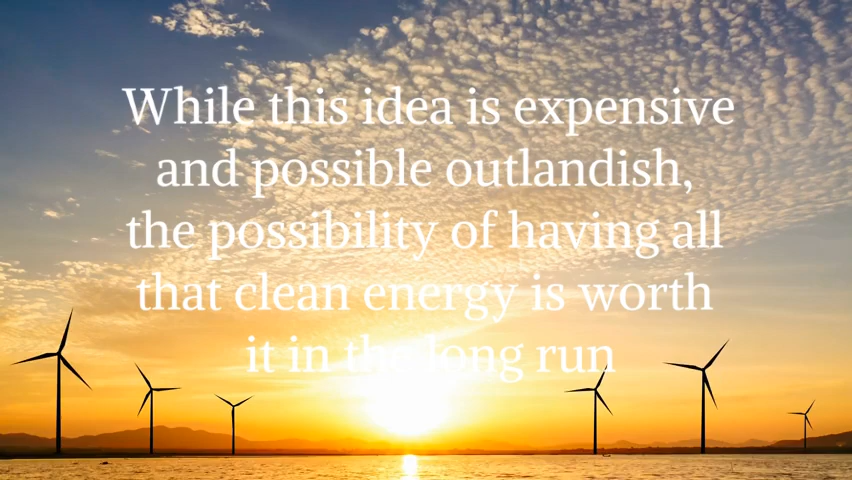 While this idea is expensive
and possible outlandish,
the possibility of having all
that clean energy is worth
it in the long run